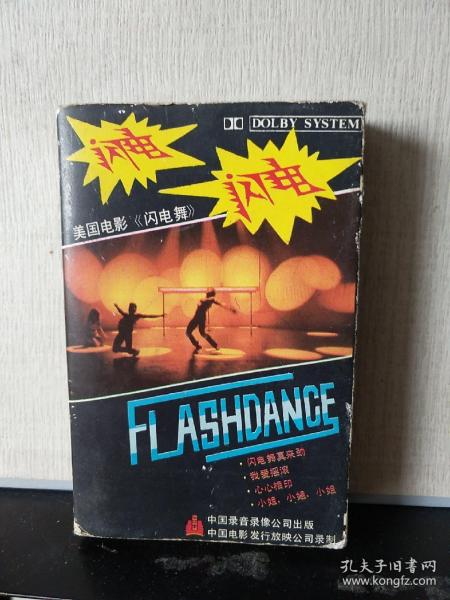 DOLBY SYSTEM
闪电
闪电
美国电影《闪电舞》
FLASHDANCE
·闪电舞真来劲
·我爱摇滚
·心心相印
·小姐，小姐，小姐
中国录音录像公司出版
中国电影发行放映公司录制
孔夫子旧书网
www.kongfz.com